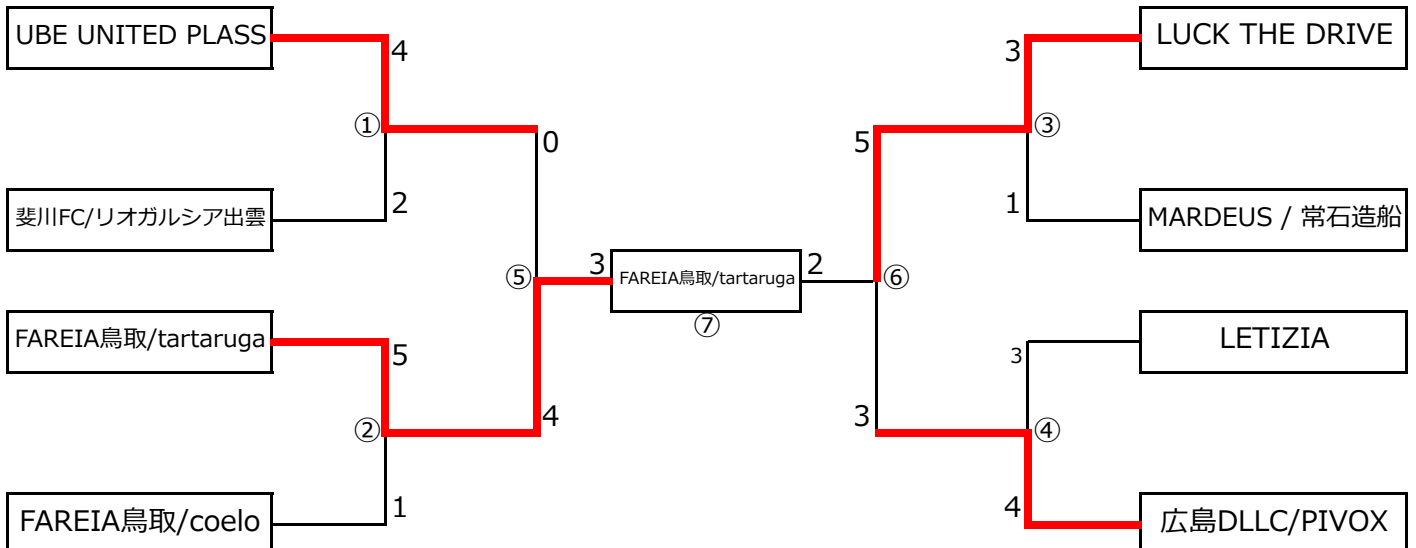 UBE UNITED PLASS
4
3
LUCK THE DRIVE
①
0
5
③
斐川FC/リオガルシア出雲
2
1
MARDEUS / 常石造船
⑤
3
FAREIA鳥取/tartaruga
2
⑥
⑦
FAREIA鳥取/tartaruga
5
3
LETIZIA
②
4
3
④
FAREIA鳥取/coelo
1
4
広島DLLC/PIVOX